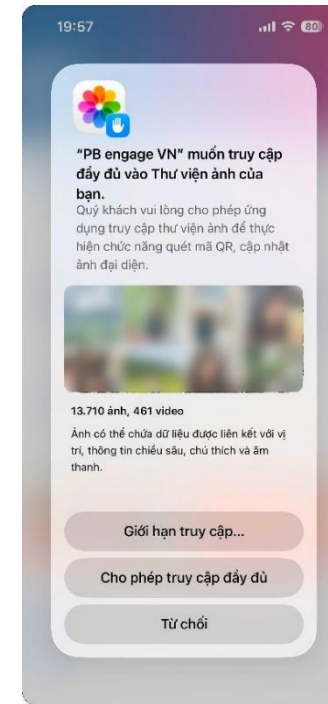 19:57
80
“PB engage VN” muốn truy cập
đầy đủ vào Thư viện ảnh của
bạn.
Quý khách vui lòng cho phép ứng
dụng truy cập thư viện ảnh để thực
hiện chức năng quét mã QR, cập nhật
ảnh đại diện.
13.710 ảnh, 461 video
Ảnh có thể chứa dữ liệu được liên kết với vị
trí, thông tin chiều sâu, chú thích và âm
thanh.
Giới hạn truy cập...
Cho phép truy cập đầy đủ
Từ chối